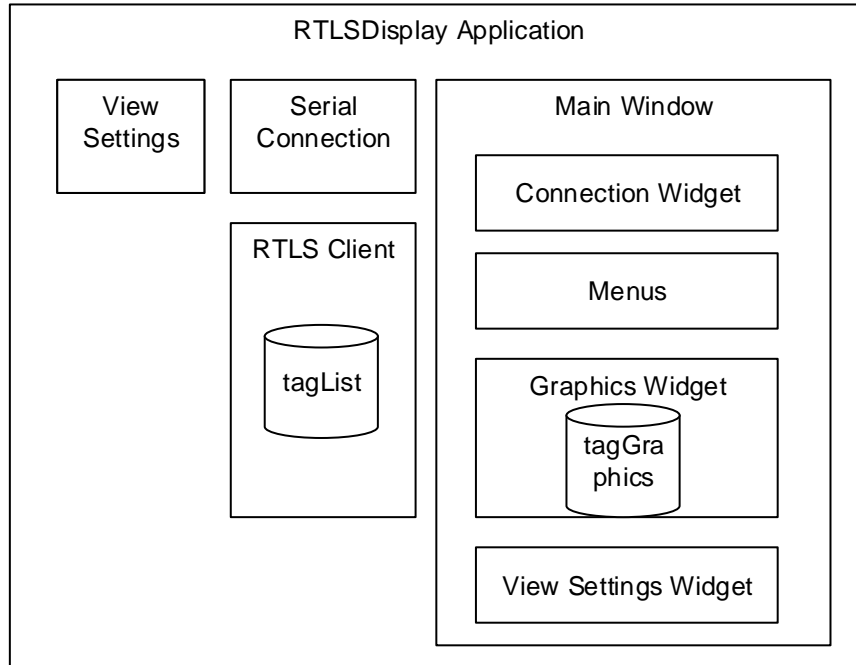 RTLSDisplay Application
View
Settings
Serial
Connection
Main Window
Connection Widget
RTLS Client
Menus
tagList
Graphics Widget
tagGra
phics
View Settings Widget